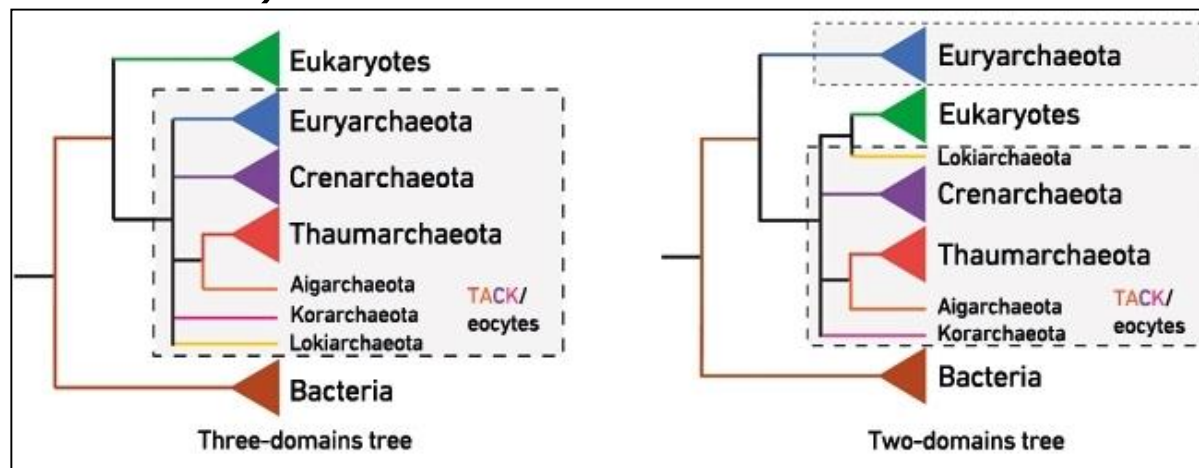 Eukaryotes
Euryarchaeota
Crenarchaeota
Thaumarchaeota
Aigarchaeota
Korarchaeota
Lokiarchaeota
TACK/
eocytes
Bacteria
Three-domains tree
Euryarchaeota
Eukaryotes
Lokiarchaeota
Crenarchaeota
Thaumarchaeota
Aigarchaeota
Korarchaeota
TACK/
eocytes
Bacteria
Two-domains tree